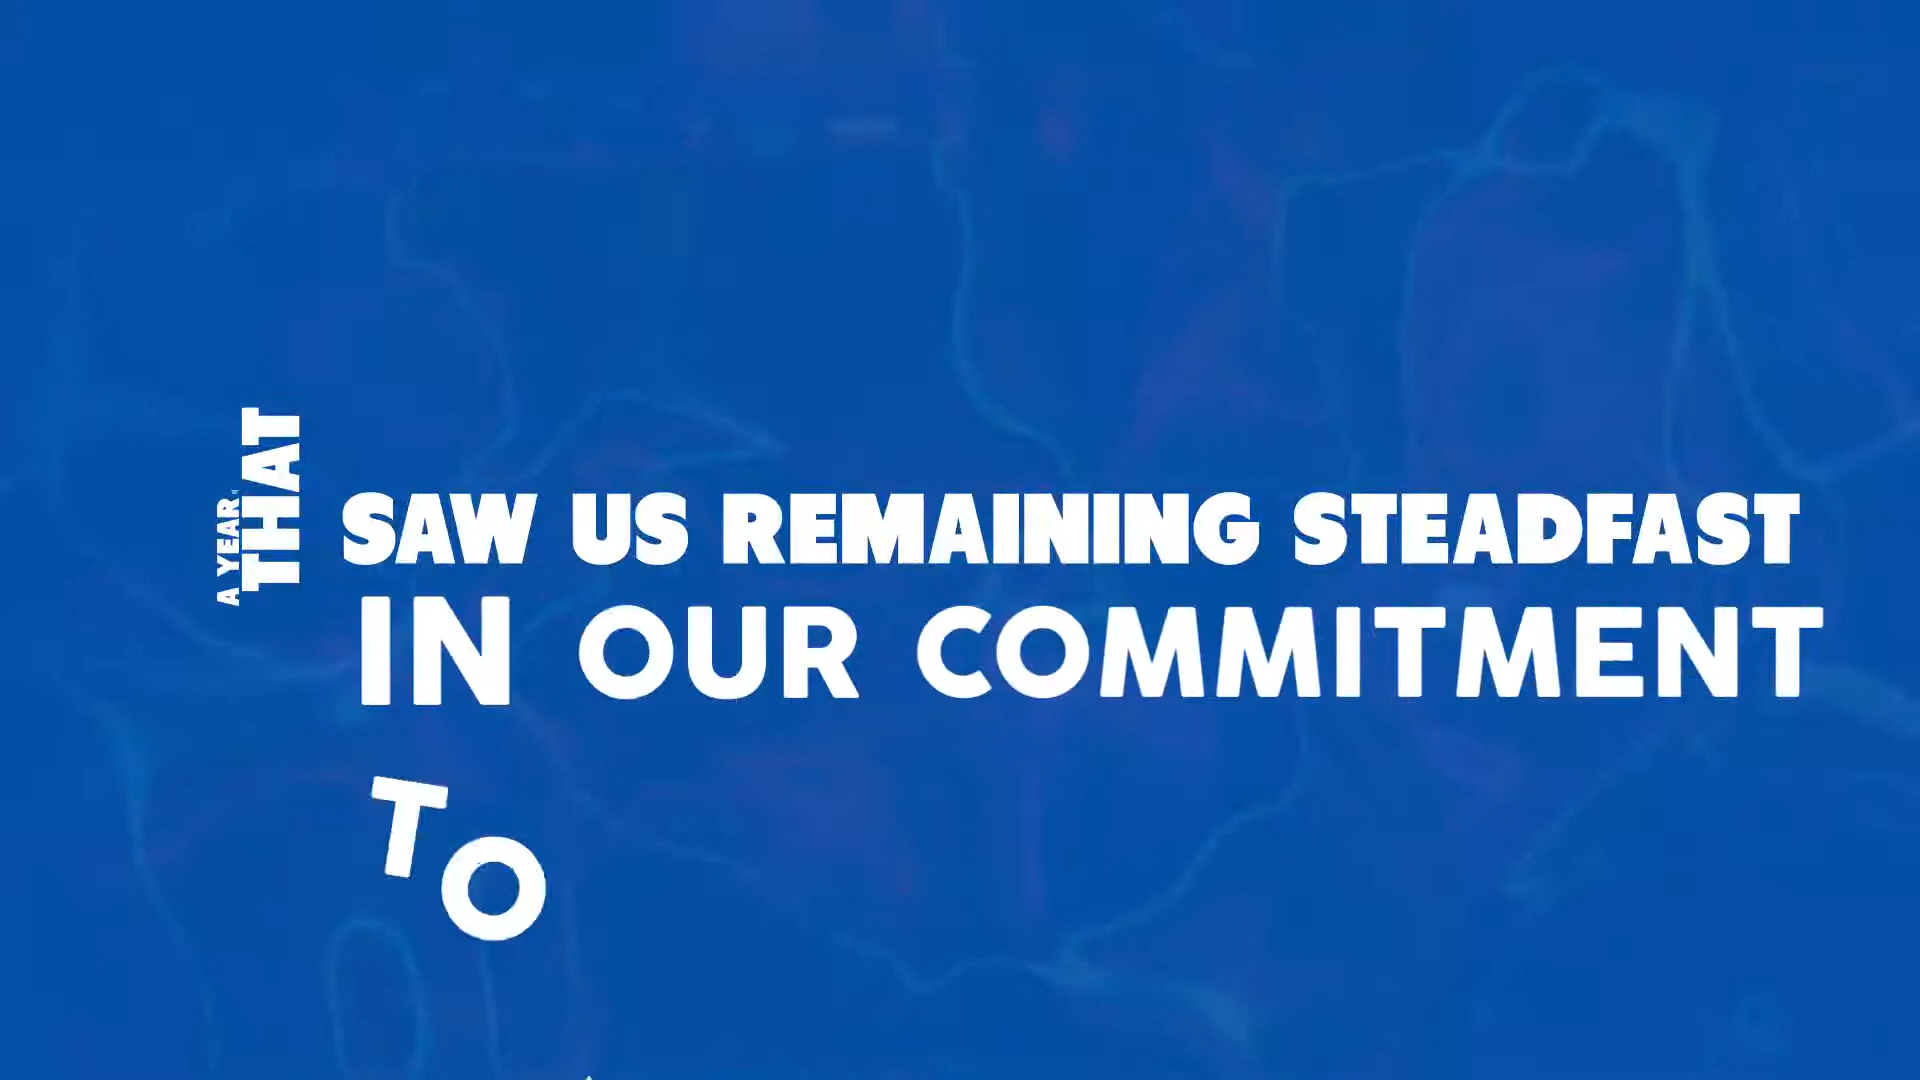 A YEAR
THAT
SAW US REMAINING STEADFAST
IN OUR COMMITMENT
TO